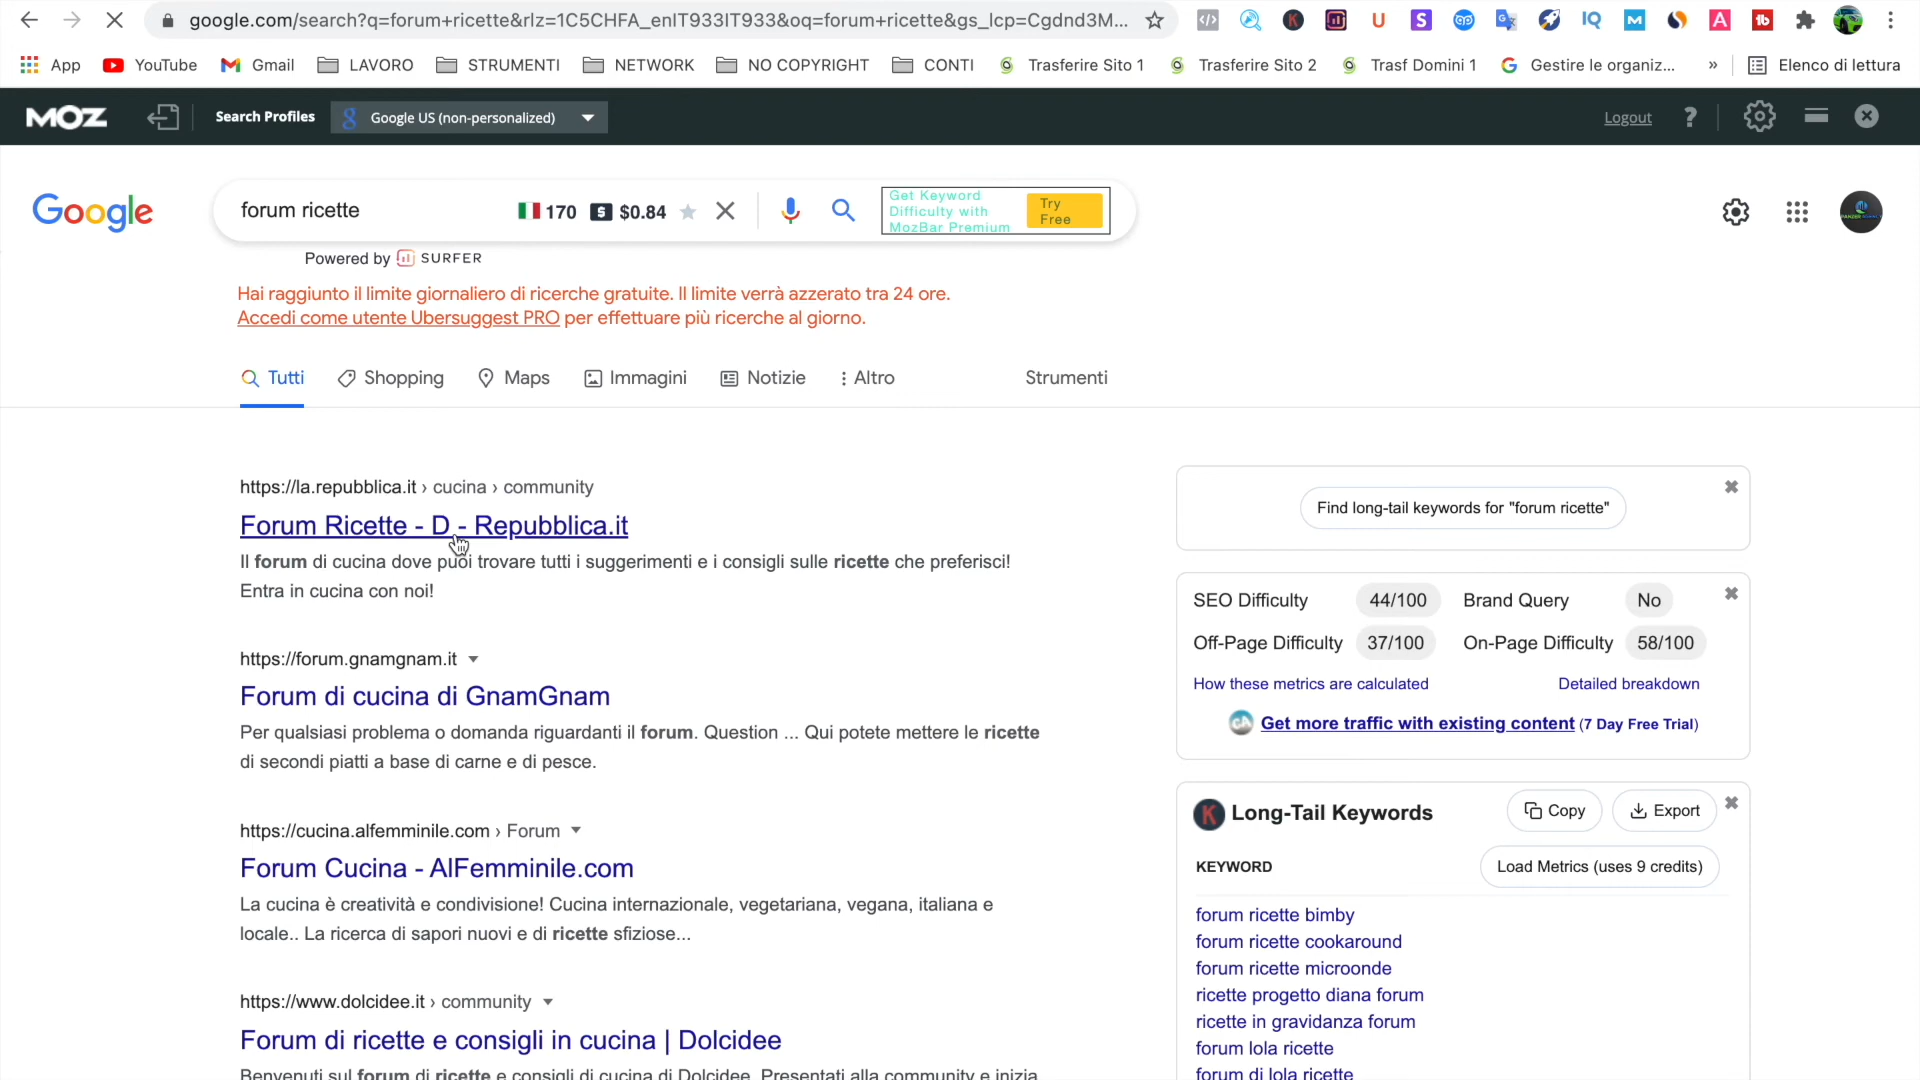 google.com/search?q=forum+ricette&rlz=1C5CHFA_enIT933IT933&oq=forum+ricette&gs_lcp=Cgdnd3M...
App YouTube Gmail LAVORO STRUMENTI NETWORK NO COPYRIGHT CONTI Trasferire Sito 1 Trasferire Sito 2 Trasf Domini 1 Gestire le organiz... » Elenco di lettura
MOZ Search Profiles Google US (non-personalized) Logout ?
Google forum ricette 170 $0.84
Get Keyword
Difficulty with
MozBar Premium
Try
Free
Powered by SURFER
Hai raggiunto il limite giornaliero di ricerche gratuite. Il limite verrà azzerato tra 24 ore.
Accedi come utente Ubersuggest PRO per effettuare più ricerche al giorno.
Tutti Shopping Maps Immagini Notizie Altro Strumenti
https://la.repubblica.it › cucina › community
Forum Ricette - D - Repubblica.it
Il forum di cucina dove puoi trovare tutti i suggerimenti e i consigli sulle ricette che preferisci!
Entra in cucina con noi!
https://forum.gnamgnam.it
Forum di cucina di GnamGnam
Per qualsiasi problema o domanda riguardanti il forum. Question ... Qui potete mettere le ricette
di secondi piatti a base di carne e di pesce.
https://cucina.alfemminile.com › Forum
Forum Cucina - AlFemminile.com
La cucina è creatività e condivisione! Cucina internazionale, vegetariana, vegana, italiana e
locale.. La ricerca di sapori nuovi e di ricette sfiziose...
https://www.dolcidee.it › community
Forum di ricette e consigli in cucina | Dolcidee
Benvenuti sul forum di ricette e consigli di cucina di Dolcidee. Presentati alla community e inizia
Find long-tail keywords for "forum ricette"
SEO Difficulty 44/100 Brand Query No
Off-Page Difficulty 37/100 On-Page Difficulty 58/100
How these metrics are calculated Detailed breakdown
Get more traffic with existing content (7 Day Free Trial)
Long-Tail Keywords Copy Export
KEYWORD Load Metrics (uses 9 credits)
forum ricette bimby
forum ricette cookaround
forum ricette microonde
ricette progetto diana forum
ricette in gravidanza forum
forum lola ricette
forum di lola ricette